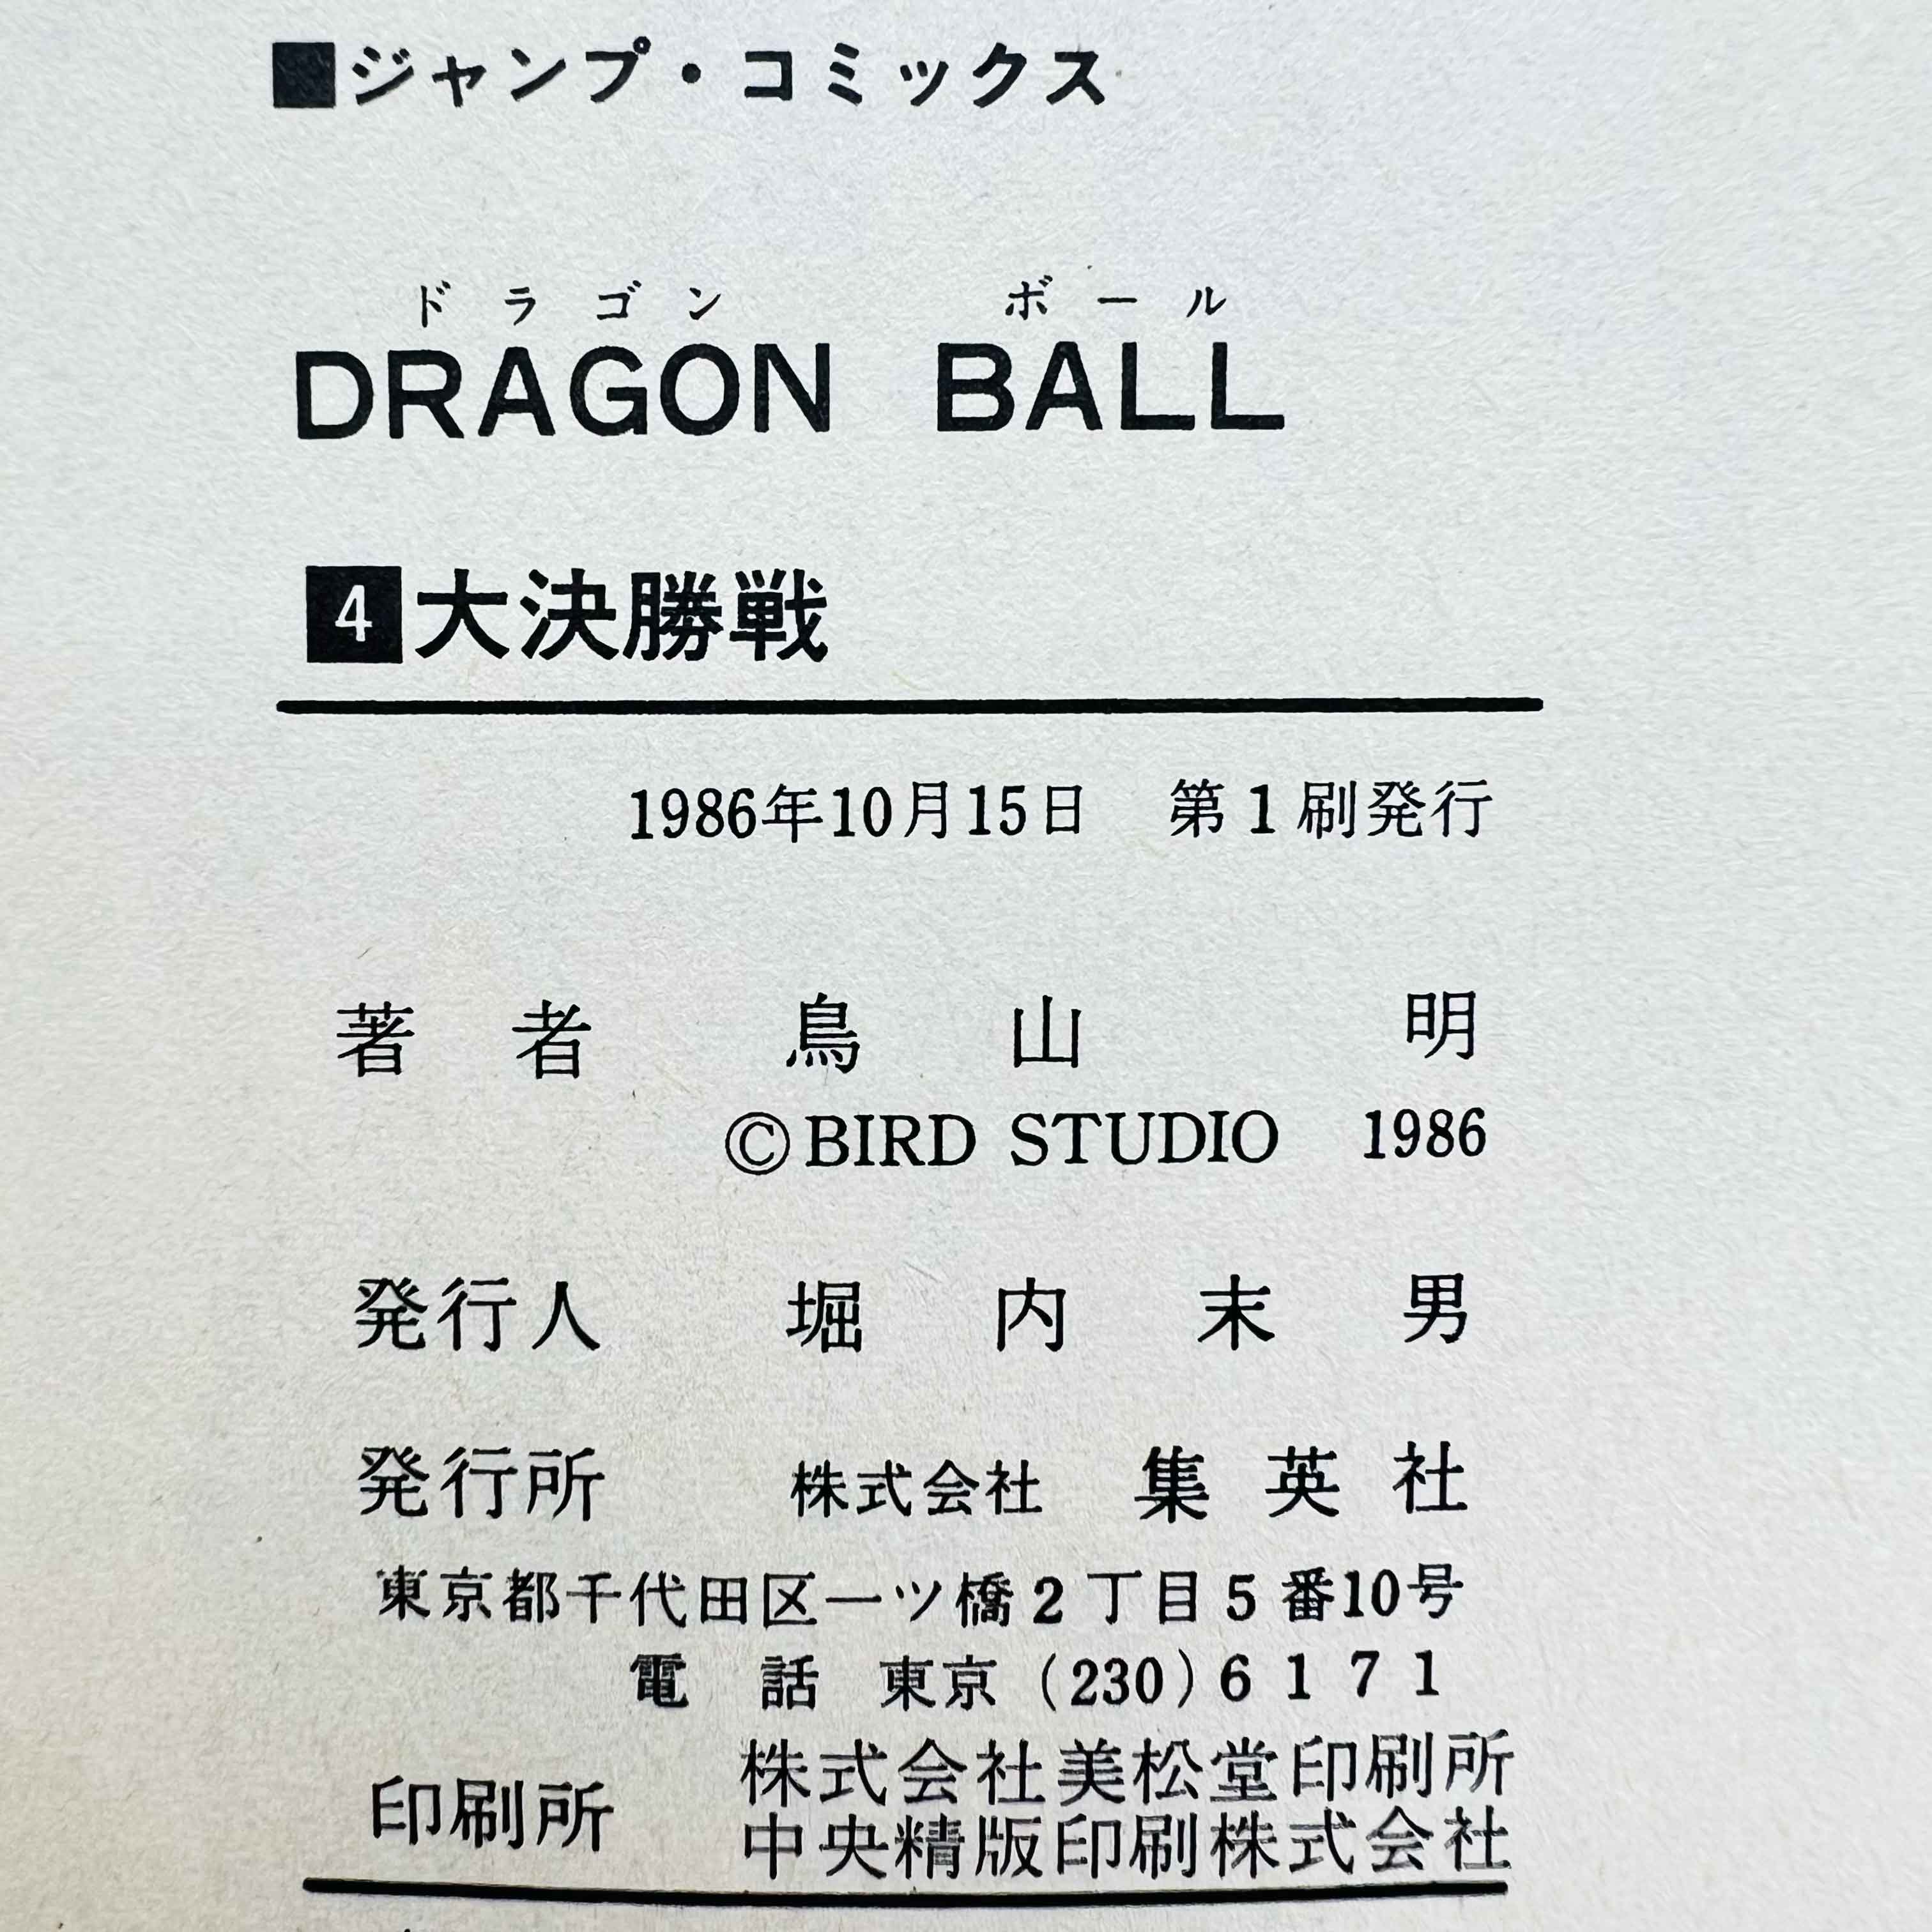 ■ジャンプ・コミックス
ドラゴン ボール
DRAGON BALL
4 大決勝戦
1986年10月15日 第1刷発行
著者 鳥山明
©BIRD STUDIO 1986
発行人 堀内末男
発行所 株式会社 集英社
東京都千代田区一ツ橋2丁目5番10号
電話 東京(230)6171
印刷所 株式会社美松堂印刷所
中央精版印刷株式会社